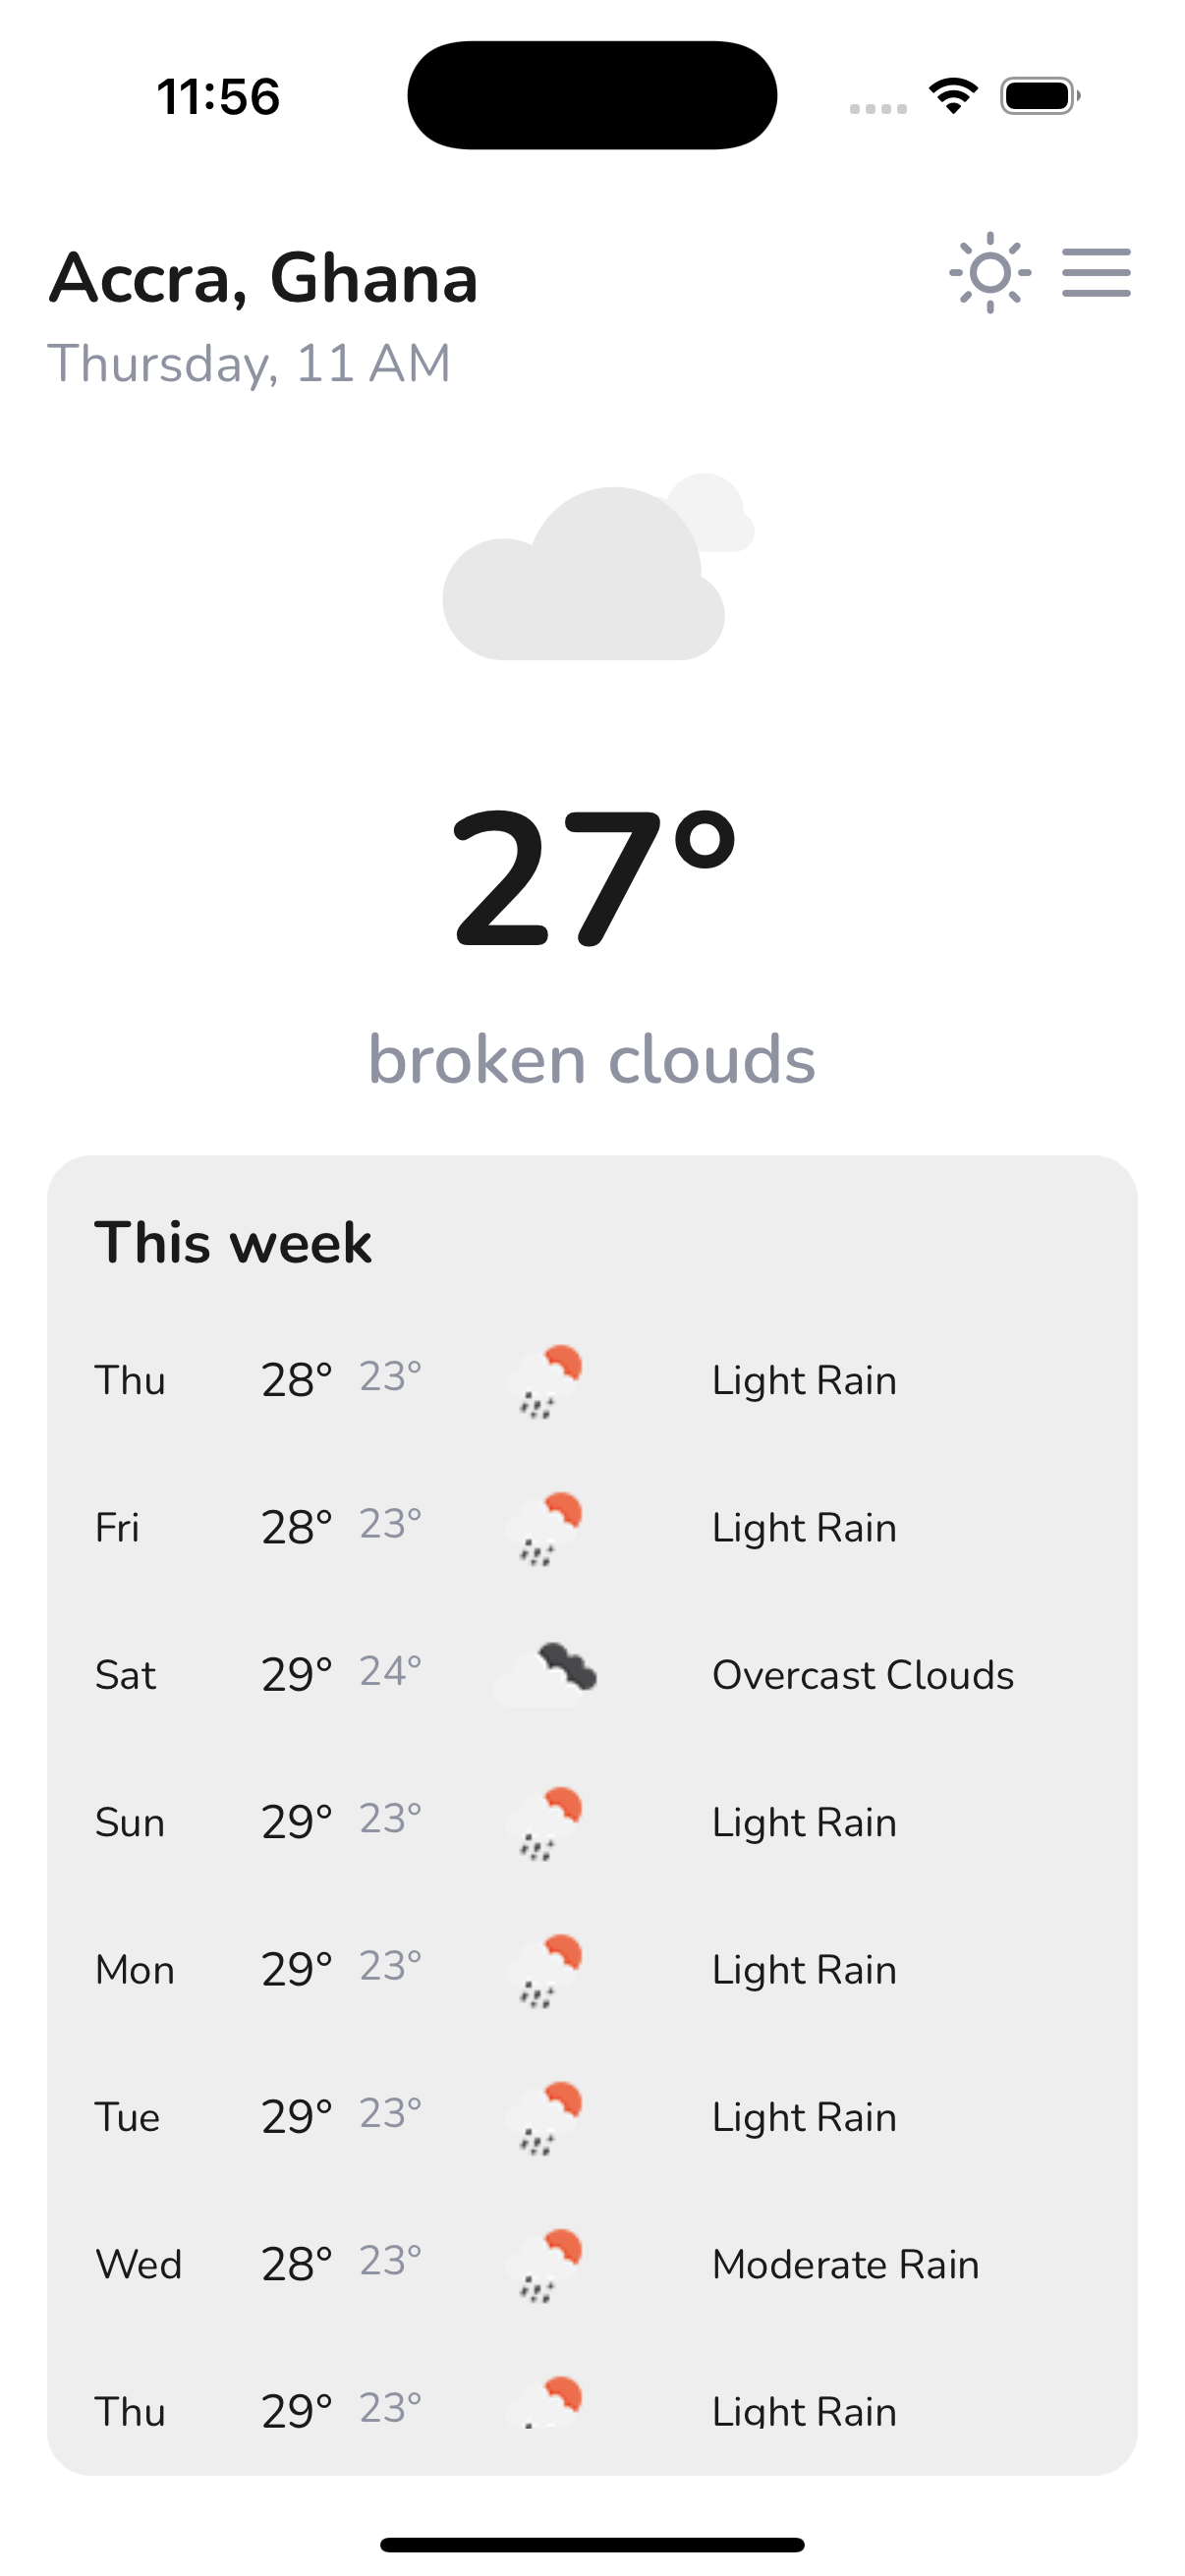 11:56
Accra, Ghana
Thursday, 11 AM
27°
broken clouds
This week
Thu 28° 23° Light Rain
Fri 28° 23° Light Rain
Sat 29° 24° Overcast Clouds
Sun 29° 23° Light Rain
Mon 29° 23° Light Rain
Tue 29° 23° Light Rain
Wed 28° 23° Moderate Rain
Thu 29° 23° Light Rain